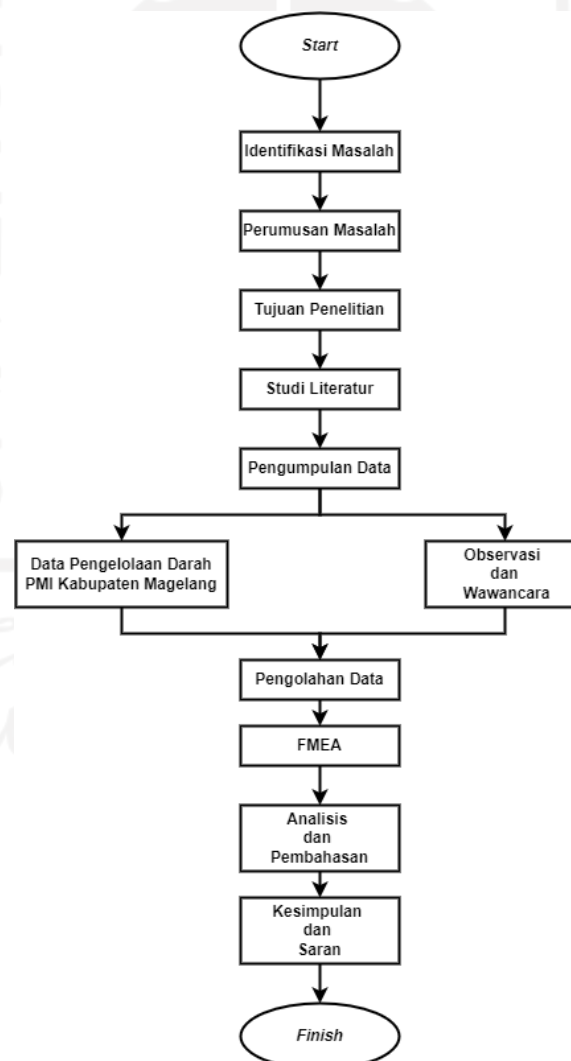 Start
Identifikasi Masalah
Perumusan Masalah
Tujuan Penelitian
Studi Literatur
Pengumpulan Data
Data Pengelolaan Darah
PMI Kabupaten Magelang
Observasi
dan
Wawancara
Pengolahan Data
FMEA
Analisis
dan
Pembahasan
Kesimpulan
dan
Saran
Finish